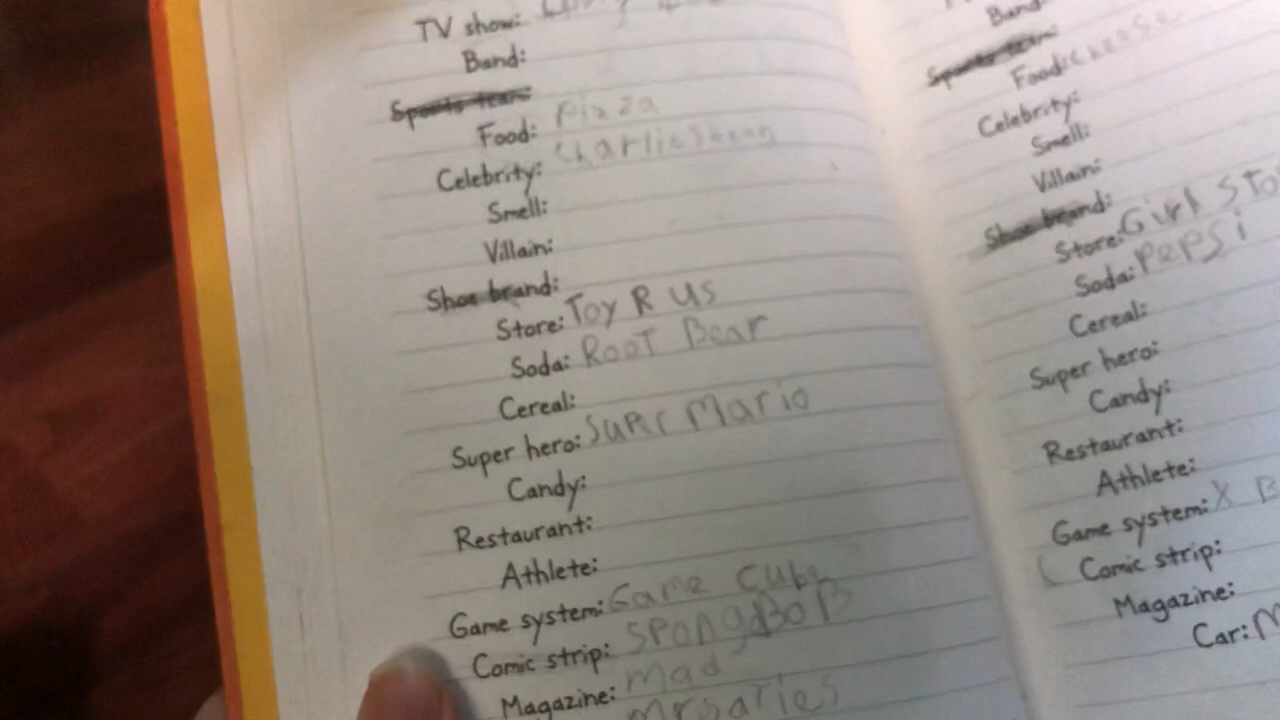 TV show:
Band:
Sports team
Food: Pizza
Celebrity: Charlie
Smell:
Villain:
Shoe brand:
Store: Toy R us
Soda: RooT Bear
Cereal:
Super hero: SuPer Mario
Candy:
Restaurant:
Athlete:
Game system: Game cube
Comic strip: SPongBoB
Magazine: Mad
Band:
Sports team
Food: cheese
Celebrity:
Smell:
Villain:
Shoe brand:
Store: Girl
Soda: pepsi
Cereal:
Super hero:
Candy:
Restaurant:
Athlete:
Game system: X
Comic strip:
Magazine:
Car: